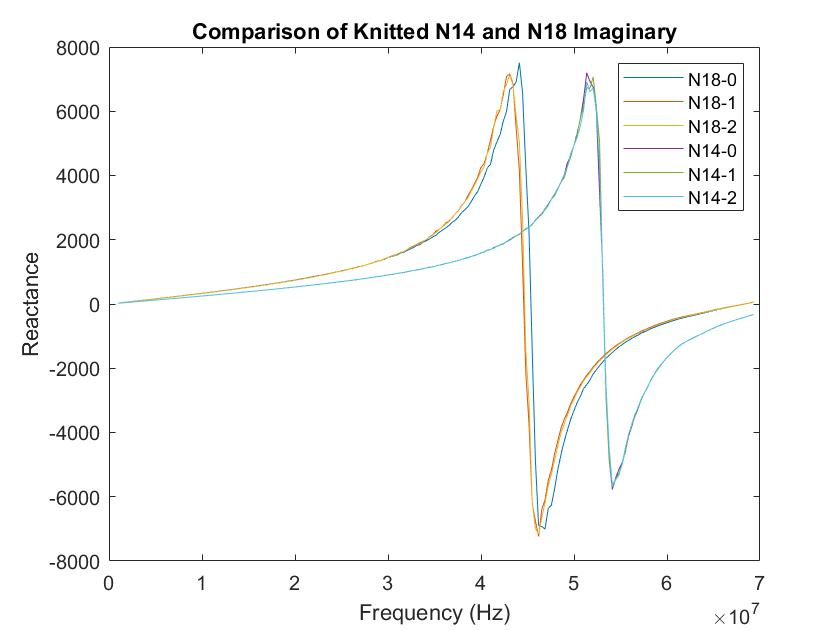 Comparison of Knitted N14 and N18 Imaginary
8000
6000
4000
2000
0
-2000
-4000
-6000
-8000
Reactance
N18-0
N18-1
N18-2
N14-0
N14-1
N14-2
0 1 2 3 4 5 6 7
Frequency (Hz)
×10^7